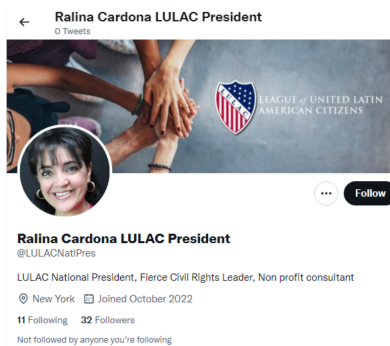 Ralina Cardona LULAC President
0 Tweets
LULAC
LEAGUE of UNITED LATIN
AMERICAN CITIZENS
Follow
Ralina Cardona LULAC President
@LULACNatlPres
LULAC National President, Fierce Civil Rights Leader, Non profit consultant
New York Joined October 2022
11 Following 32 Followers
Not followed by anyone you're following